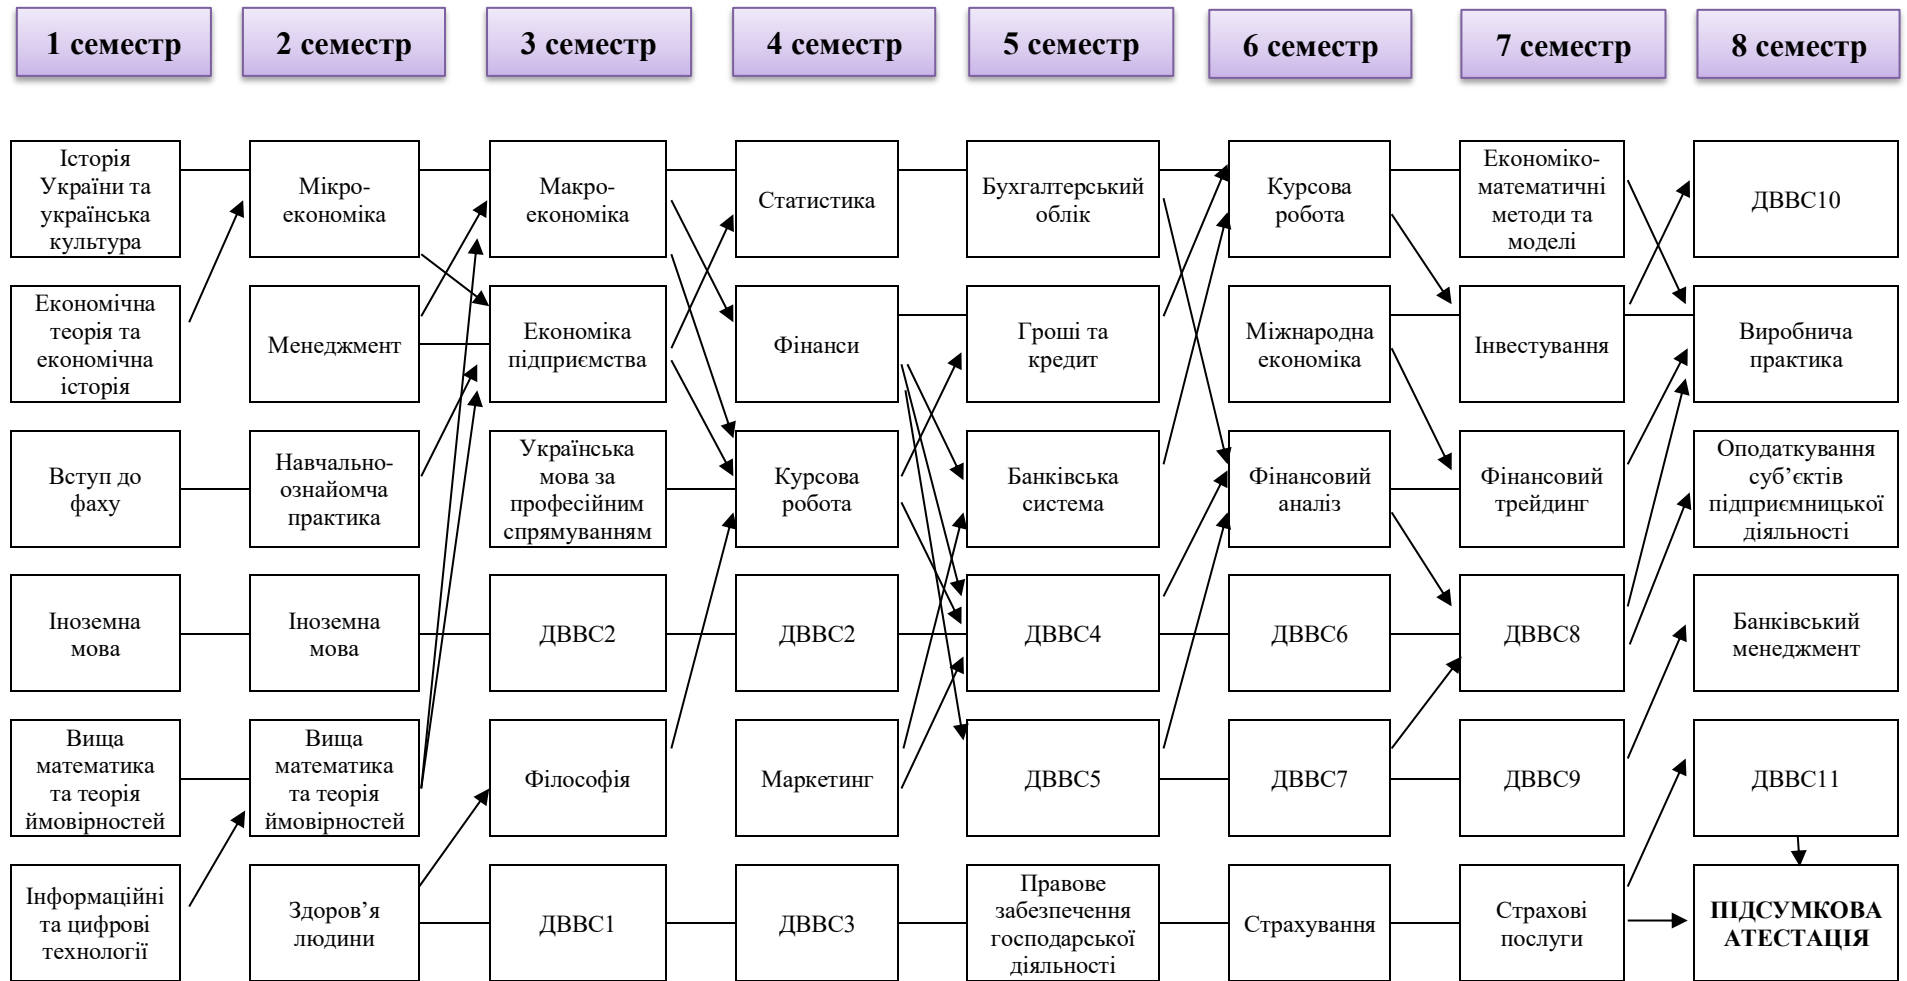 1 семестр
2 семестр
3 семестр
4 семестр
5 семестр
6 семестр
7 семестр
8 семестр
Історія
України та
українська
культура
Мікро-
економіка
Макро-
економіка
Статистика
Бухгалтерський
облік
Курсова
робота
Економіко-
математичні
методи та
моделі
ДВВС10
Економічна
теорія та
економічна
історія
Менеджмент
Економіка
підприємства
Фінанси
Гроші та
кредит
Міжнародна
економіка
Інвестування
Виробнича
практика
Вступ до
фаху
Навчально-
ознайомча
практика
Українська
мова за
професійним
спрямуванням
Курсова
робота
Банківська
система
Фінансовий
аналіз
Фінансовий
трейдинг
Оподаткування
суб’єктів
підприємницької
діяльності
Іноземна
мова
Іноземна
мова
ДВВС2
ДВВС2
ДВВС4
ДВВС6
ДВВС8
Банківський
менеджмент
Вища
математика
та теорія
ймовірностей
Вища
математика
та теорія
ймовірностей
Філософія
Маркетинг
ДВВС5
ДВВС7
ДВВС9
ДВВС11
Інформаційні
та цифрові
технології
Здоров’я
людини
ДВВС1
ДВВС3
Правове
забезпечення
господарської
діяльності
Страхування
Страхові
послуги
ПІДСУМКОВА
АТЕСТАЦІЯ